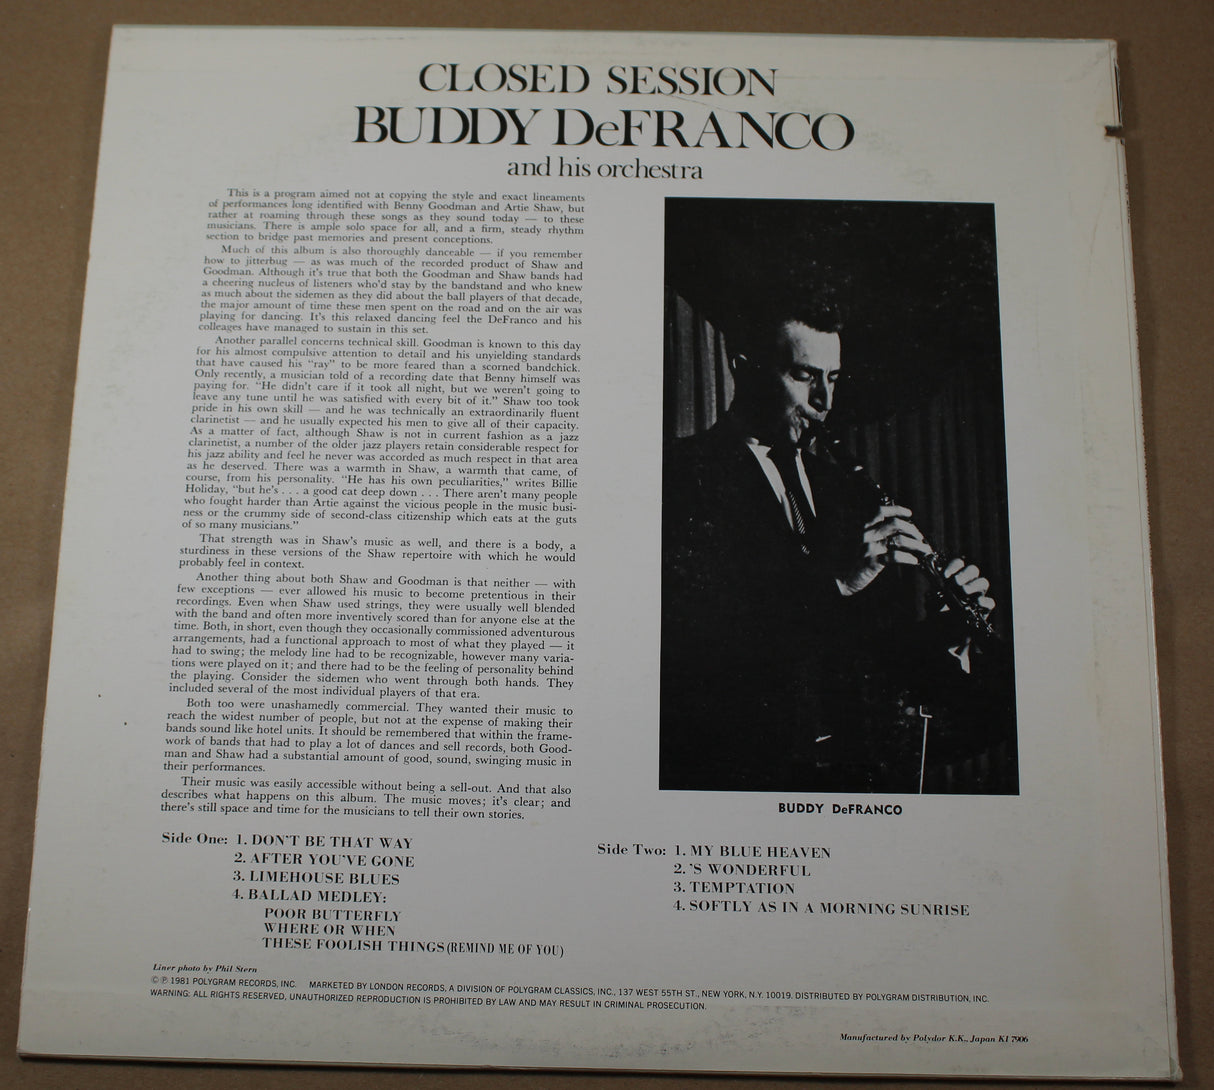 CLOSED SESSION
BUDDY DeFRANCO
and his orchestra
This is a program aimed not at copying the style and exact lineaments
of performances long identified with Benny Goodman and Artie Shaw, but
rather at roaming through these songs as they sound today — to these
musicians. There is ample solo space for all, and a firm, steady rhythm
section to bridge past memories and present conceptions.
Much of this album is also thoroughly danceable — if you remember
how to jitterbug — as was much of the recorded product of Shaw and
Goodman. Although it's true that both the Goodman and Shaw bands had
a cheering nucleus of listeners who'd stay by the bandstand and who knew
as much about the sidemen as they did about the ball players of that decade,
the major amount of time these men spent on the road and on the air was
playing for dancing. It's this relaxed dancing feel the DeFranco and his
colleages have managed to sustain in this set.
Another parallel concerns technical skill. Goodman is known to this day
for his almost compulsive attention to detail and his unyielding standards
that have caused his "ray" to be more feared than a scorned bandchick.
Only recently, a musician told of a recording date that Benny himself was
paying for. "He didn't care if it took all night, but we weren't going to
leave any tune until he was satisfied with every bit of it." Shaw too took
pride in his own skill — and he was technically an extraordinarily fluent
clarinetist — and he usually expected his men to give all of their capacity.
As a matter of fact, although Shaw is not in current fashion as a jazz
clarinetist, a number of the older jazz players retain considerable respect for
his jazz ability and feel he never was accorded as much respect in that area
as he deserved. There was a warmth in Shaw, a warmth that came, of
course, from his personality. "He has his own peculiarities," writes Billie
Holiday, "but he's . . . a good cat deep down . . . There aren't many people
who fought harder than Artie against the vicious people in the music busi-
ness or the crummy side of second-class citizenship which eats at the guts
of so many musicians."
That strength was in Shaw's music as well, and there is a body, a
sturdiness in these versions of the Shaw repertoire with which he would
probably feel in context.
Another thing about both Shaw and Goodman is that neither — with
few exceptions — ever allowed his music to become pretentious in their
recordings. Even when Shaw used strings, they were usually well blended
with the band and often more inventively scored than for anyone else at the
time. Both, in short, even though they occasionally commissioned adventurous
arrangements, had a functional approach to most of what they played — it
had to swing; the melody line had to be recognizable, however many varia-
tions were played on it; and there had to be the feeling of personality behind
the playing. Consider the sidemen who went through both hands. They
included several of the most individual players of that era.
Both too were unashamedly commercial. They wanted their music to
reach the widest number of people, but not at the expense of making their
bands sound like hotel units. It should be remembered that within the frame-
work of bands that had to play a lot of dances and sell records, both Good-
man and Shaw had a substantial amount of good, sound, swinging music in
their performances.
Their music was easily accessible without being a sell-out. And that also
describes what happens on this album. The music moves; it's clear; and
there's still space and time for the musicians to tell their own stories.
BUDDY DeFRANCO
Side One: 1. DON'T BE THAT WAY
2. AFTER YOU'VE GONE
3. LIMEHOUSE BLUES
4. BALLAD MEDLEY:
POOR BUTTERFLY
WHERE OR WHEN
THESE FOOLISH THINGS (REMIND ME OF YOU)
Side Two: 1. MY BLUE HEAVEN
2. 'S WONDERFUL
3. TEMPTATION
4. SOFTLY AS IN A MORNING SUNRISE
Liner photo by Phil Stern
© ℗ 1981 POLYGRAM RECORDS, INC. MARKETED BY LONDON RECORDS, A DIVISION OF POLYGRAM CLASSICS, INC., 137 WEST 55TH ST., NEW YORK, N.Y. 10019. DISTRIBUTED BY POLYGRAM DISTRIBUTION, INC.
WARNING: ALL RIGHTS RESERVED, UNAUTHORIZED REPRODUCTION IS PROHIBITED BY LAW AND MAY RESULT IN CRIMINAL PROSECUTION.
Manufactured by Polydor K.K., Japan KI 7906